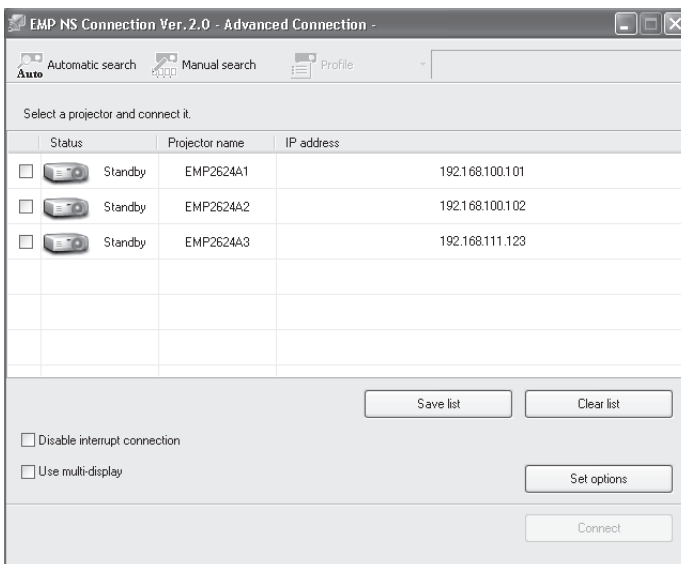 EMP NS Connection Ver.2.0 - Advanced Connection -
Auto Automatic search Manual search Profile
Select a projector and connect it.
Status Projector name IP address
Standby EMP2624A1 192.168.100.101
Standby EMP2624A2 192.168.100.102
Standby EMP2624A3 192.168.111.123
Save list Clear list
Disable interrupt connection
Use multi-display
Set options
Connect